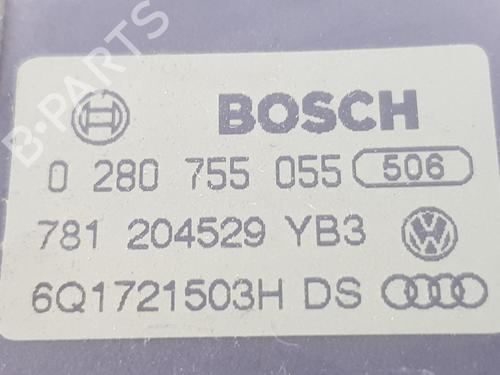 B-PARTS
BOSCH
0 280 755 055 506
781 204529 YB3
6Q1721503H DS